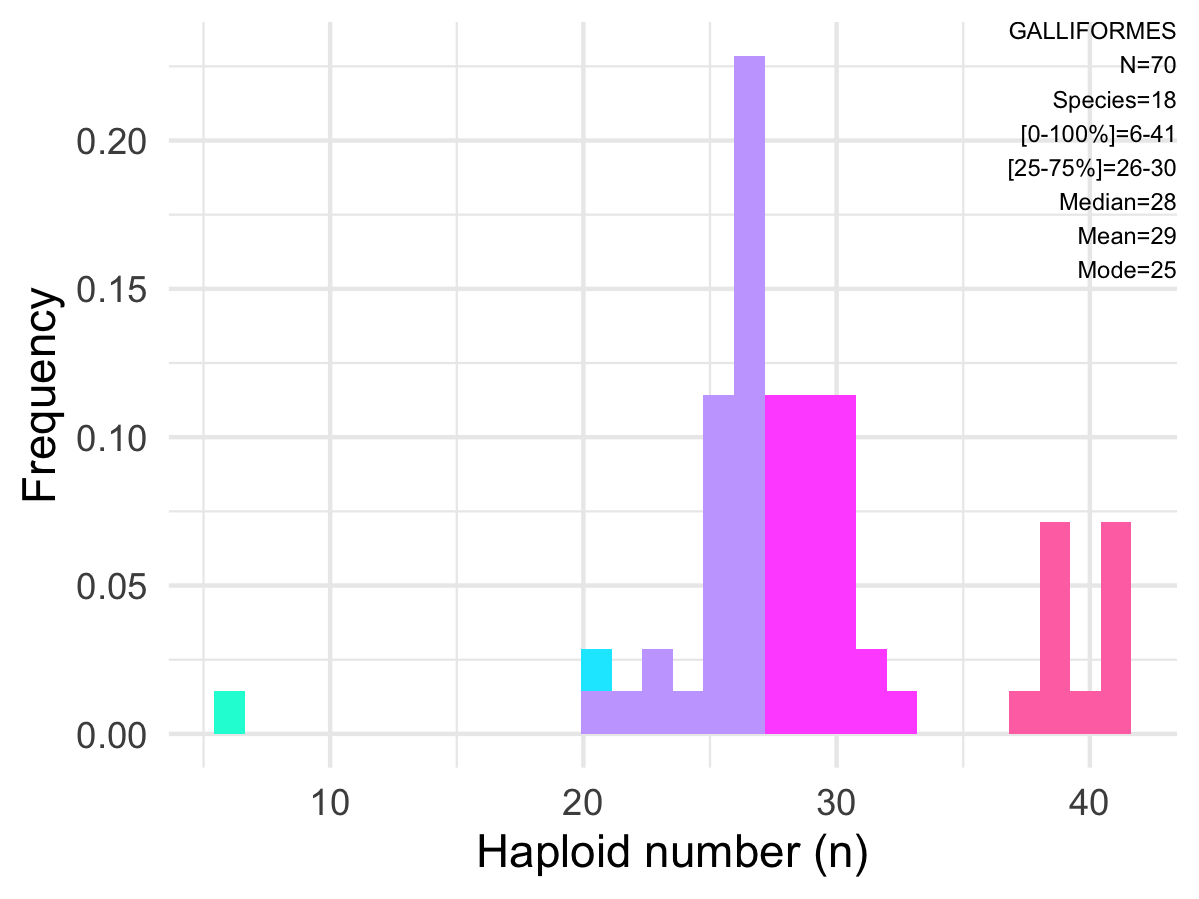 GALLIFORMES
N=70
Species=18
[0-100%]=6-41
[25-75%]=26-30
Median=28
Mean=29
Mode=25
0.20
0.15
0.10
0.05
0.00
Frequency
10 20 30 40
Haploid number (n)